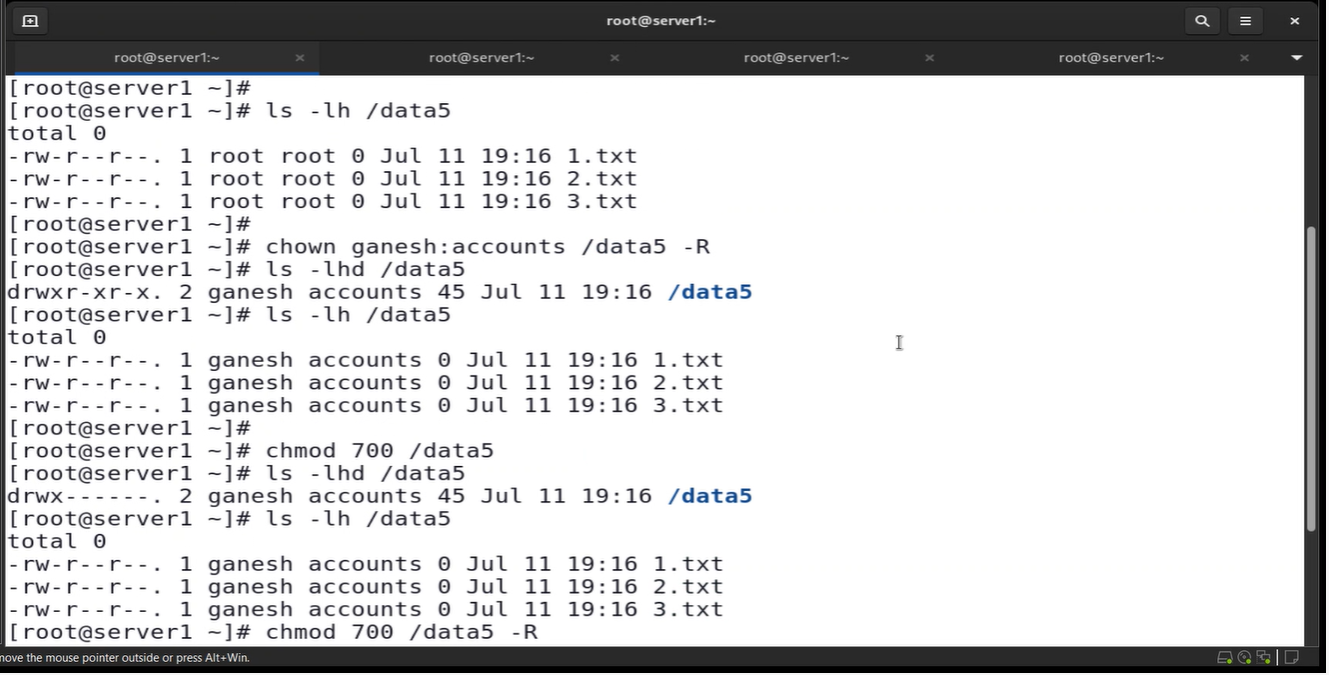 root@server1:~
root@server1:~ root@server1:~ root@server1:~ root@server1:~
[root@server1 ~]#
[root@server1 ~]# ls -lh /data5
total 0
-rw-r--r--. 1 root root 0 Jul 11 19:16 1.txt
-rw-r--r--. 1 root root 0 Jul 11 19:16 2.txt
-rw-r--r--. 1 root root 0 Jul 11 19:16 3.txt
[root@server1 ~]#
[root@server1 ~]# chown ganesh:accounts /data5 -R
[root@server1 ~]# ls -lhd /data5
drwxr-xr-x. 2 ganesh accounts 45 Jul 11 19:16 /data5
[root@server1 ~]# ls -lh /data5
total 0
-rw-r--r--. 1 ganesh accounts 0 Jul 11 19:16 1.txt
-rw-r--r--. 1 ganesh accounts 0 Jul 11 19:16 2.txt
-rw-r--r--. 1 ganesh accounts 0 Jul 11 19:16 3.txt
[root@server1 ~]#
[root@server1 ~]# chmod 700 /data5
[root@server1 ~]# ls -lhd /data5
drwx------. 2 ganesh accounts 45 Jul 11 19:16 /data5
[root@server1 ~]# ls -lh /data5
total 0
-rw-r--r--. 1 ganesh accounts 0 Jul 11 19:16 1.txt
-rw-r--r--. 1 ganesh accounts 0 Jul 11 19:16 2.txt
-rw-r--r--. 1 ganesh accounts 0 Jul 11 19:16 3.txt
[root@server1 ~]# chmod 700 /data5 -R
move the mouse pointer outside or press Alt+Win.